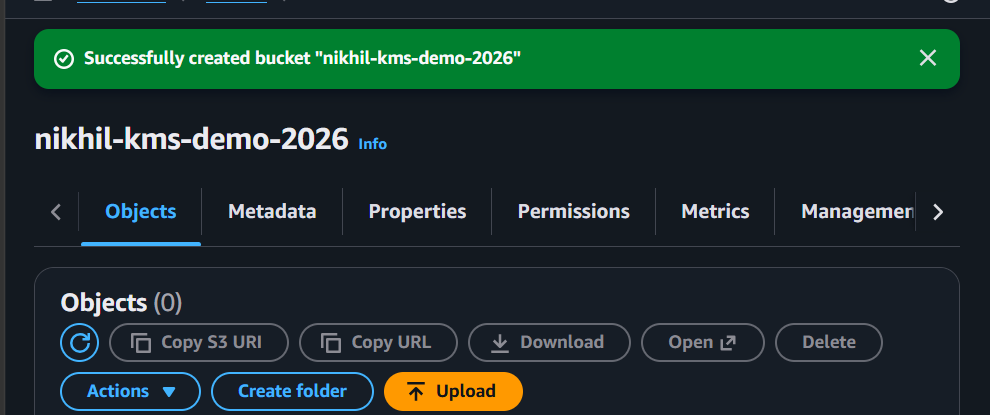 Successfully created bucket "nikhil-kms-demo-2026"
nikhil-kms-demo-2026 Info
Objects Metadata Properties Permissions Metrics Managemen
Objects (0)
Copy S3 URI Copy URL Download Open Delete
Actions Create folder Upload